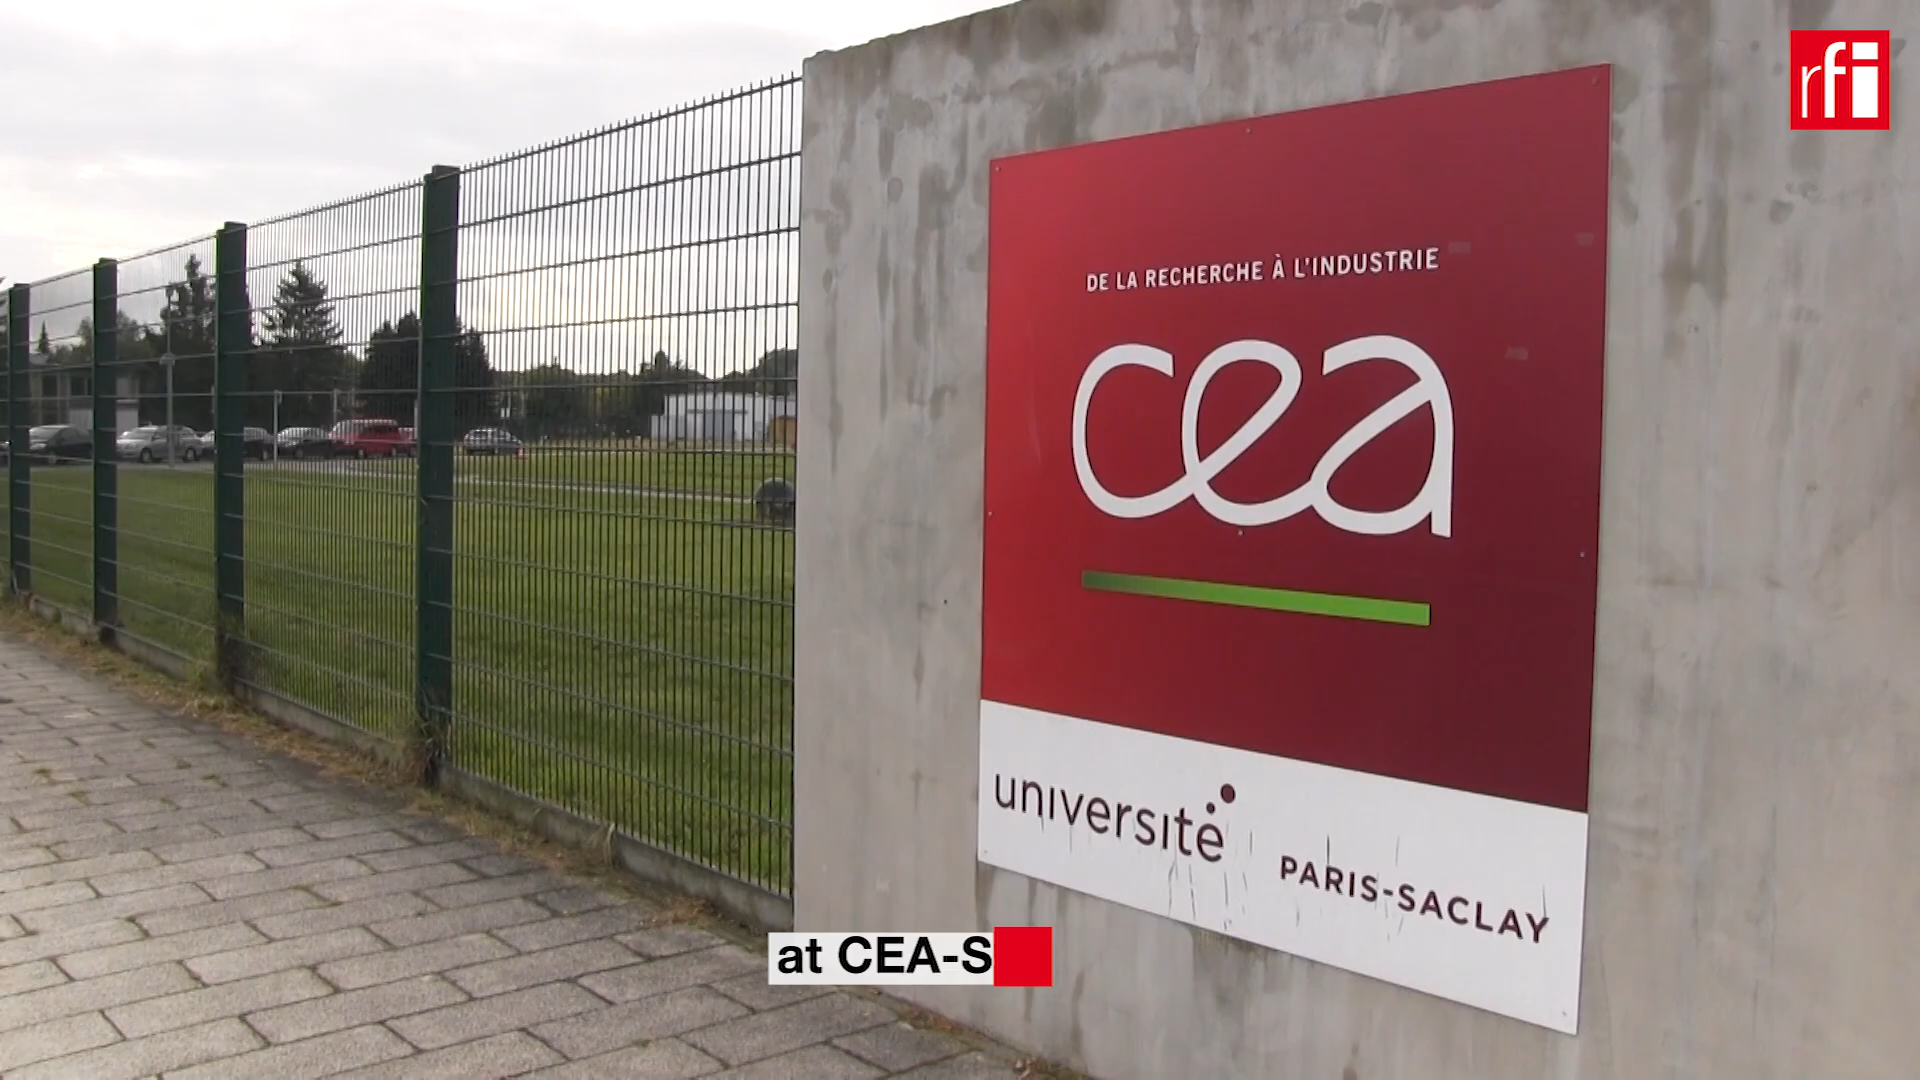 rfi
DE LA RECHERCHE À L'INDUSTRIE
cea
université
PARIS-SACLAY
at CEA-S